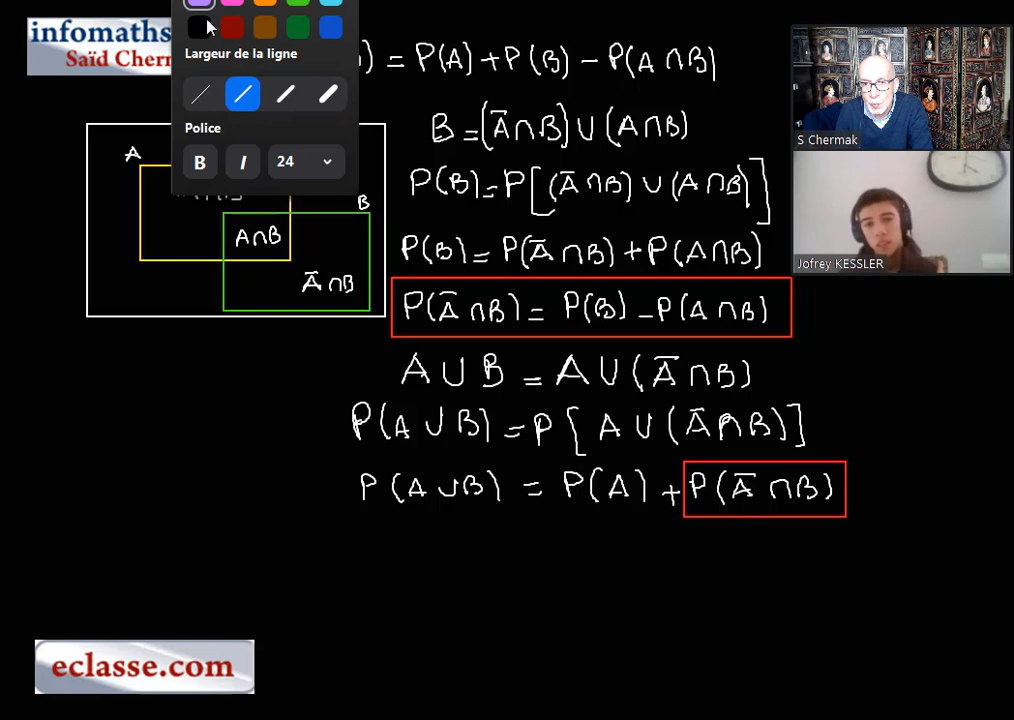 infomaths
Saïd Cherm
) = P(A) + P(B) - P(A ∩ B)
Largeur de la ligne
Police
B I 24
A
B
A∩B
Ā∩B
B = (Ā∩B) ∪ (A∩B)
P(B) = P[(Ā∩B) ∪ (A∩B)]
P(B) = P(Ā∩B) + P(A∩B)
P(Ā∩B) = P(B) - P(A∩B)
A ∪ B = A ∪ (Ā∩B)
P(A ∪ B) = P[A ∪ (Ā∩B)]
P(A ∪ B) = P(A) + P(Ā∩B)
S Chermak
Jofrey KESSLER
eclasse.com